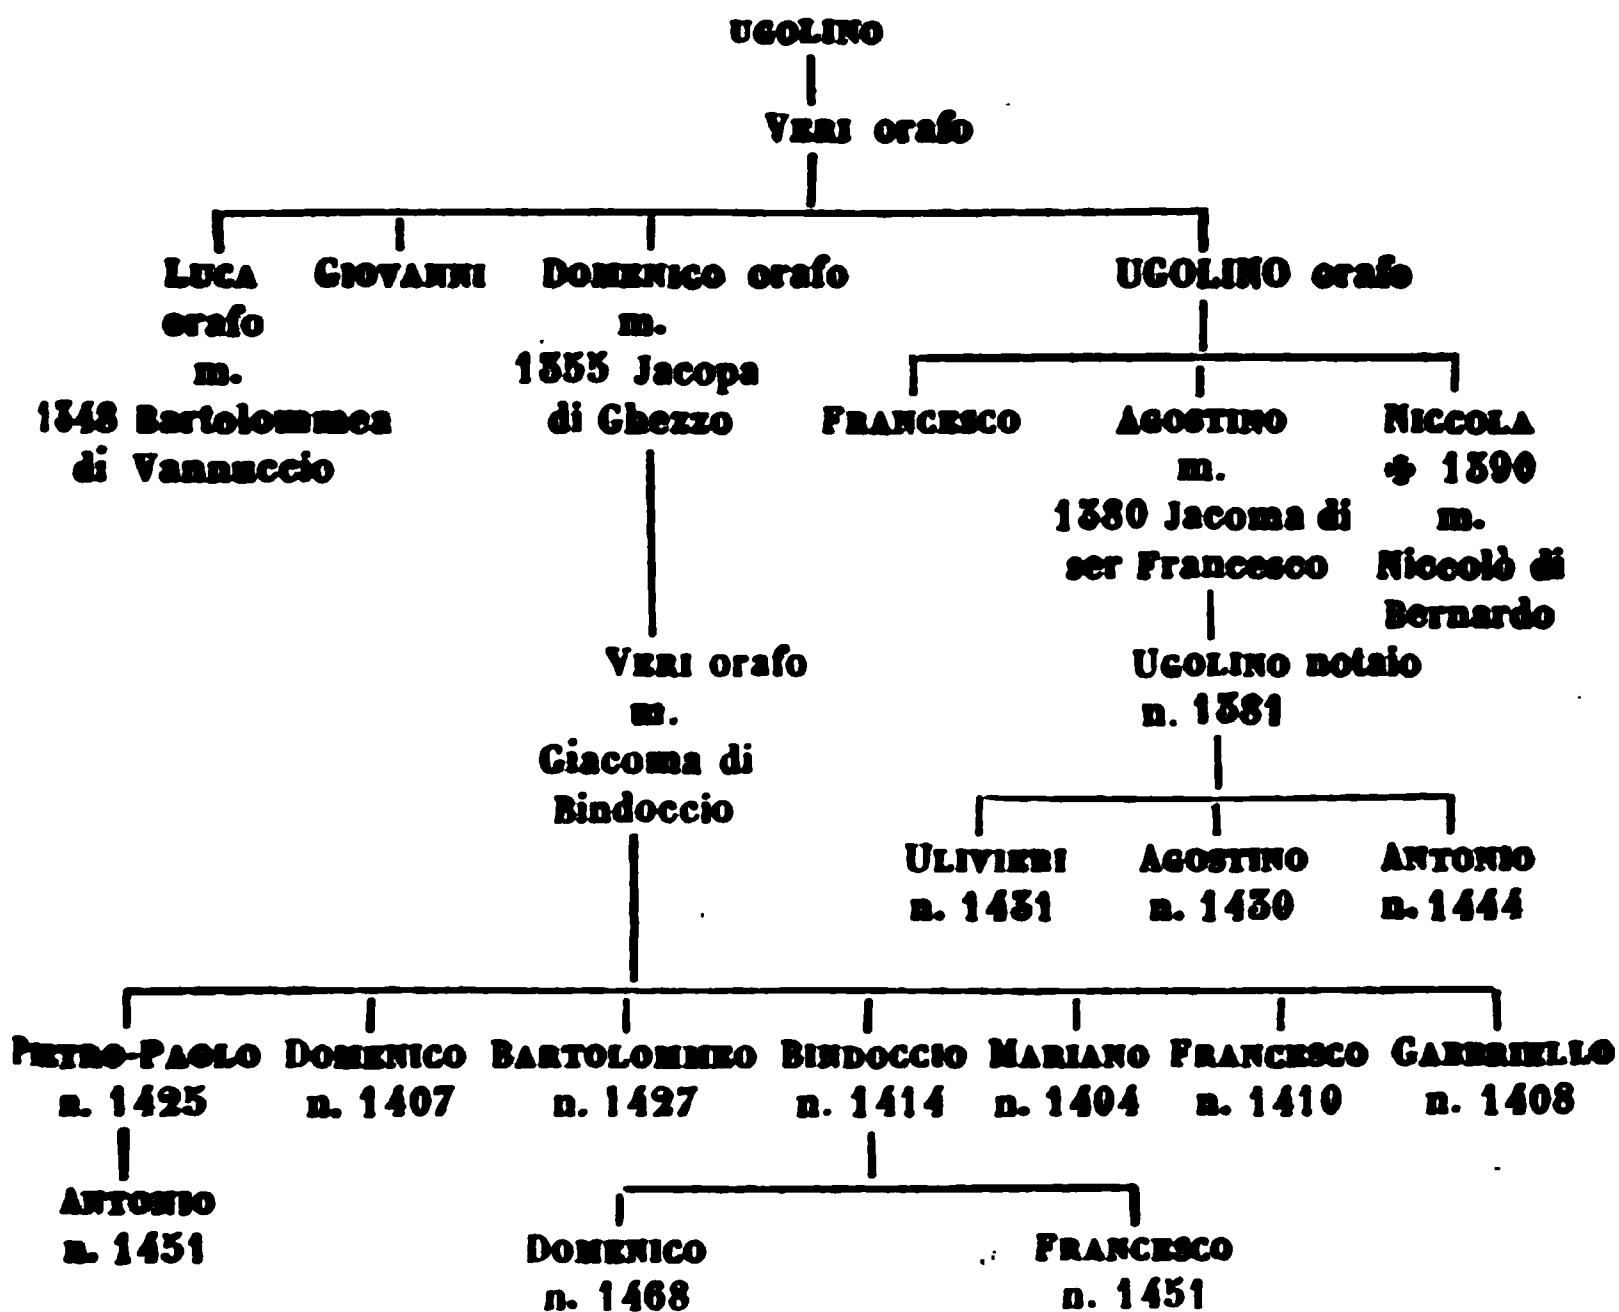 UGOLINO
VERI orafo
LUCA
orafo
m.
1348 Bartolommea
di Vannuccio
GIOVANNI
DOMENICO orafo
m.
1355 Jacopa
di Ghezzo
UGOLINO orafo
FRANCESCO
AGOSTINO
m.
1380 Jacoma di
ser Francesco
NICCOLA
✤ 1390
m.
Niccolò di
Bernardo
VERI orafo
m.
Giacoma di
Bindoccio
UGOLINO notaio
n. 1381
ULIVIERI
n. 1431
AGOSTINO
n. 1430
ANTONIO
n. 1444
PIETRO-PAOLO
n. 1425
DOMENICO
n. 1407
BARTOLOMMEO
n. 1427
BINDOCCIO
n. 1414
MARIANO
n. 1404
FRANCESCO
n. 1410
GABBRIELLO
n. 1408
ANTONIO
n. 1451
DOMENICO
n. 1468
FRANCESCO
n. 1451